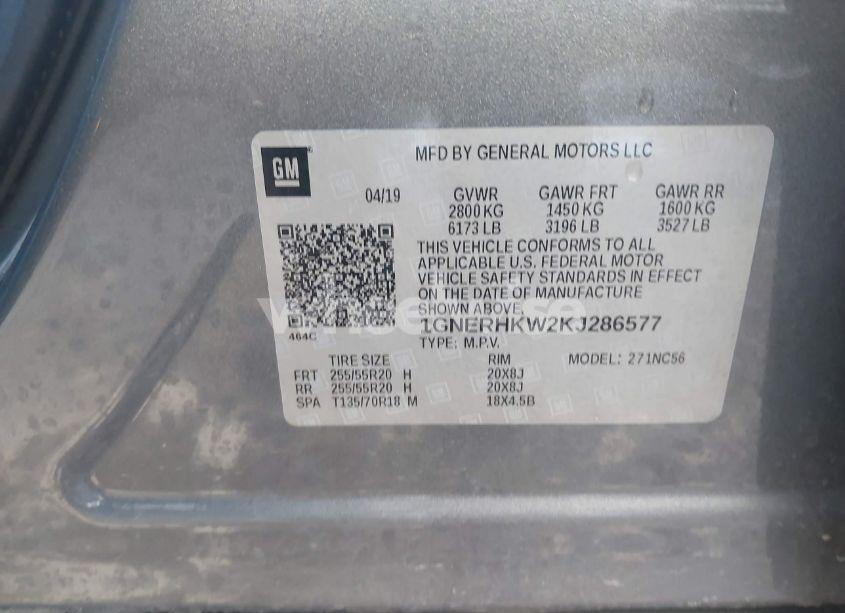 GM
MFD BY GENERAL MOTORS LLC
04/19 GVWR GAWR FRT GAWR RR
2800 KG 1450 KG 1600 KG
6173 LB 3196 LB 3527 LB
THIS VEHICLE CONFORMS TO ALL
APPLICABLE U.S. FEDERAL MOTOR
VEHICLE SAFETY STANDARDS IN EFFECT
ON THE DATE OF MANUFACTURE
SHOWN ABOVE.
464C
1GNERHKW2KJ286577
TYPE: M.P.V.
TIRE SIZE RIM MODEL: 271NC56
FRT 255/55R20 H 20X8J
RR 255/55R20 H 20X8J
SPA T135/70R18 M 18X4.5B